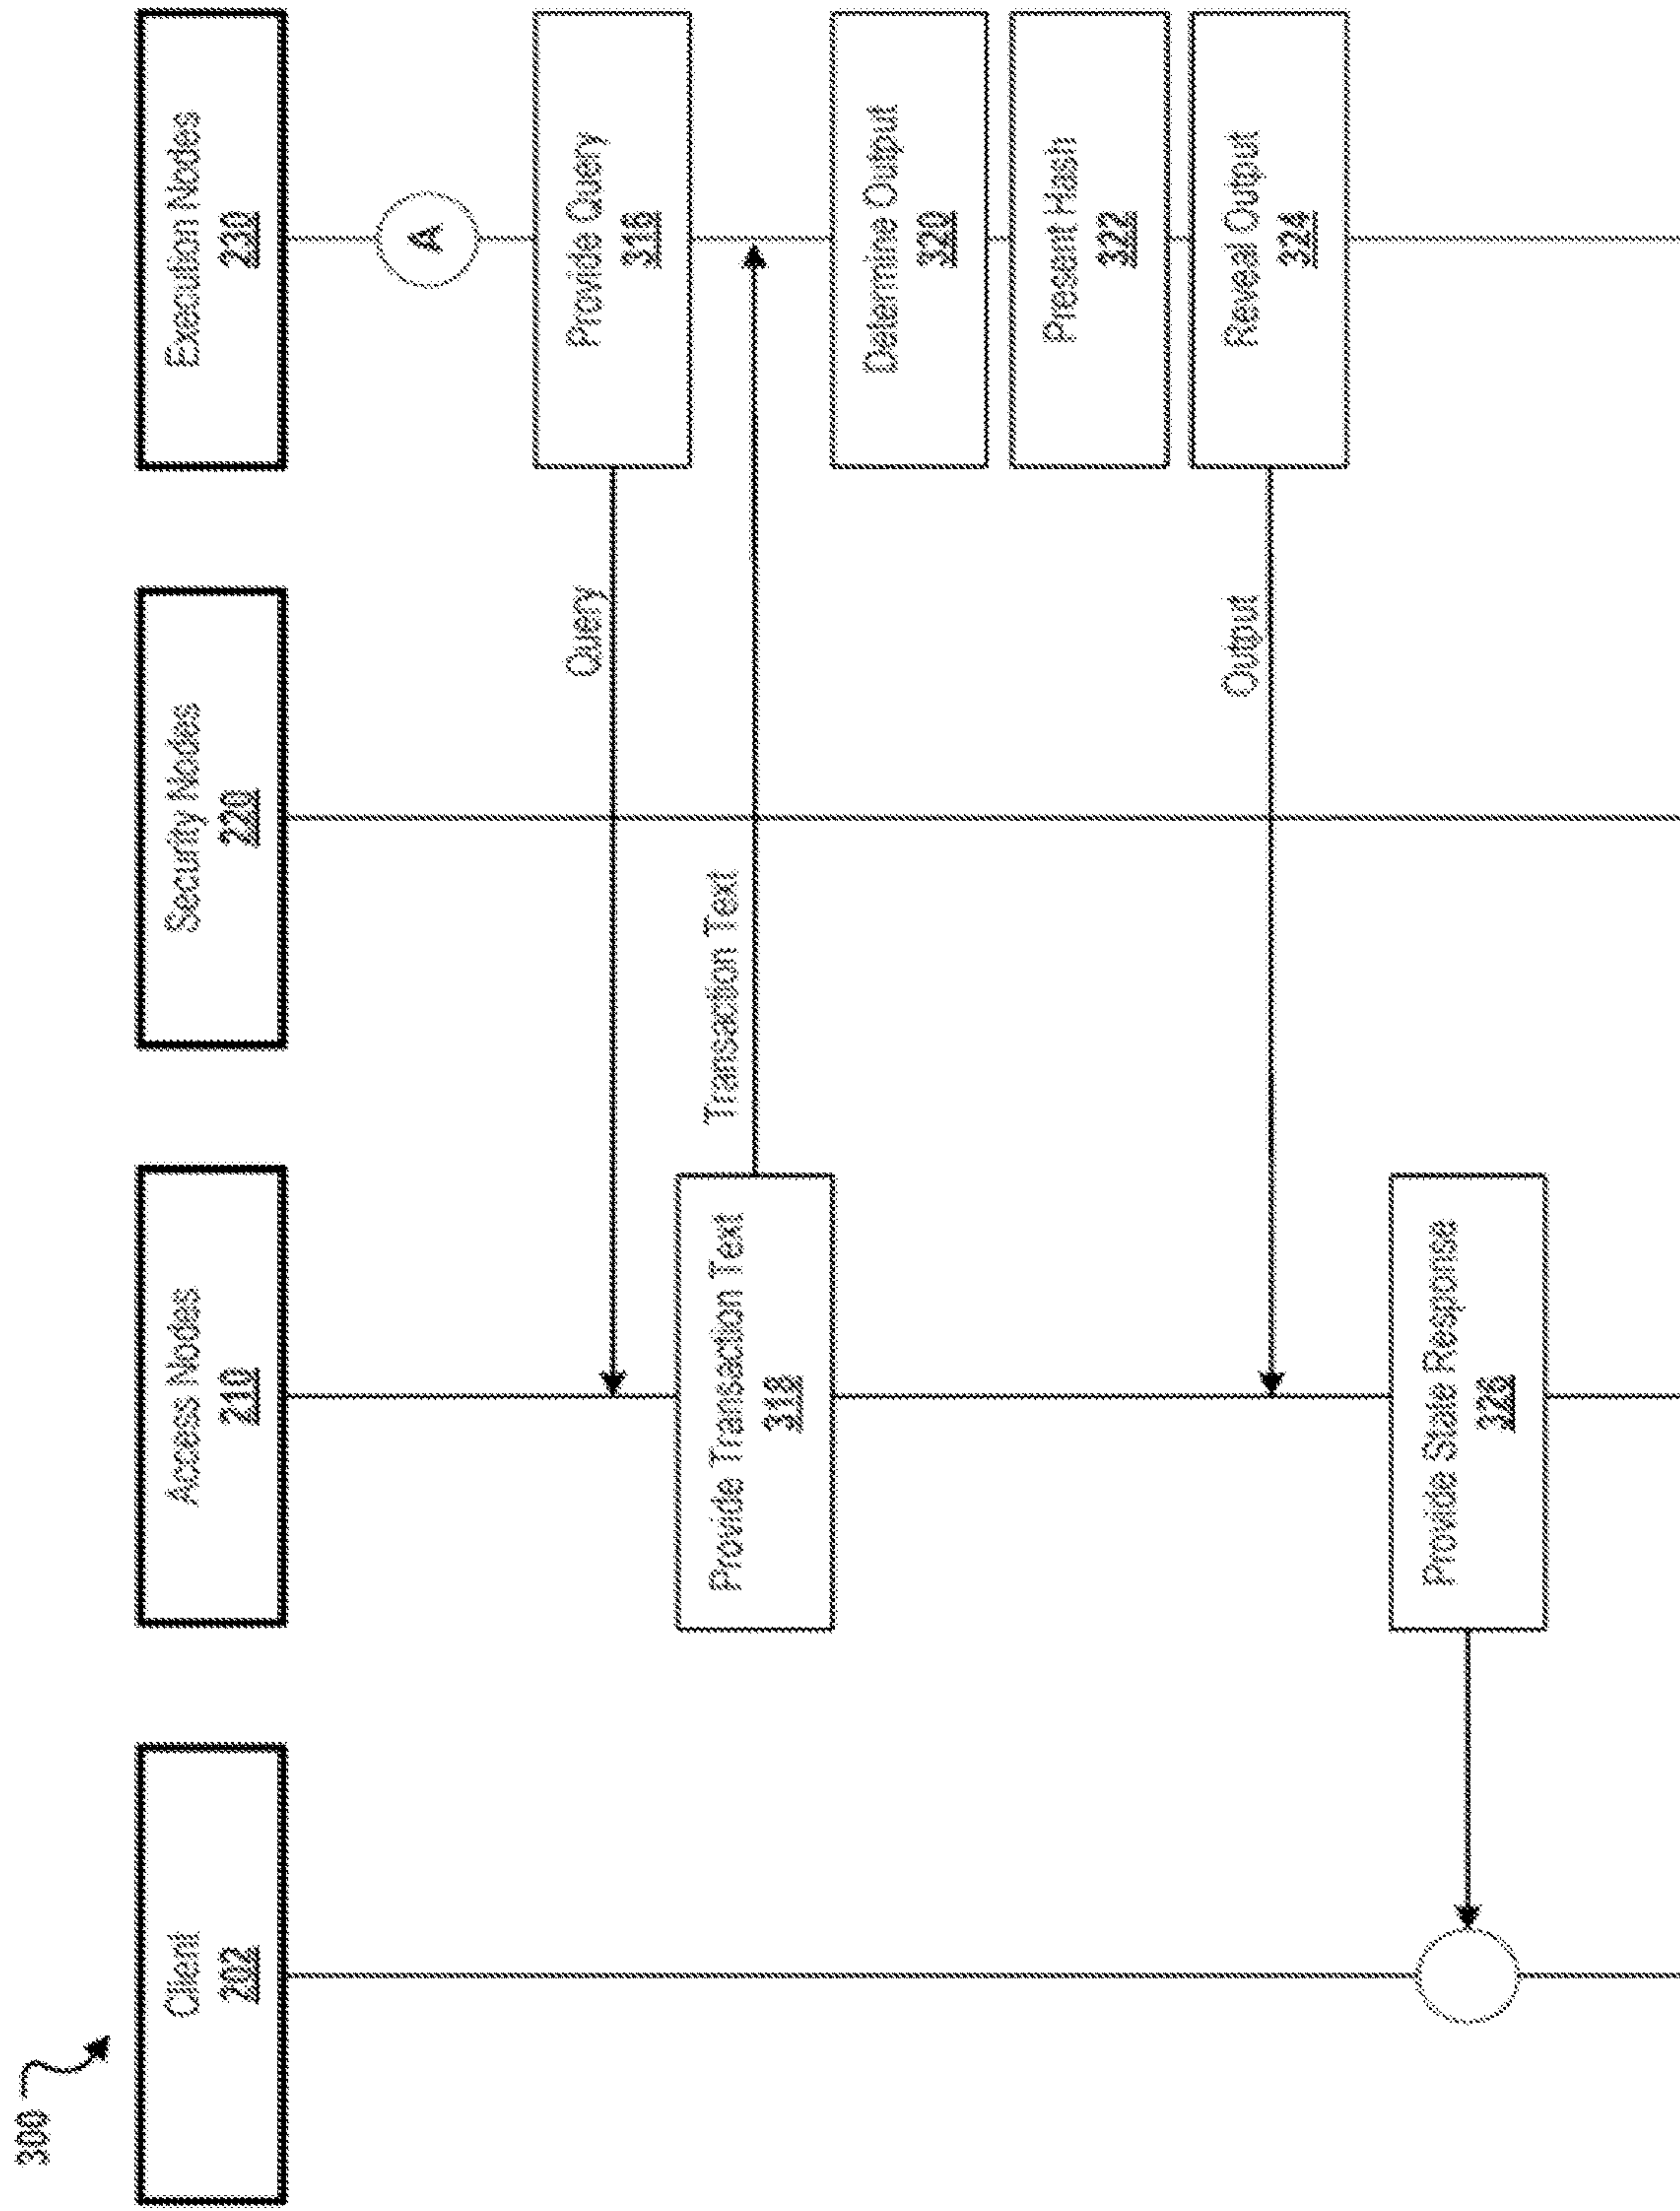 300
Client
202
Access Nodes
210
Security Nodes
220
Execution Nodes
230
A
Provide Query
316
Query
Provide Transaction Text
318
Transaction Text
Determine Output
320
Present Hash
322
Reveal Output
324
Output
Provide State Response
326